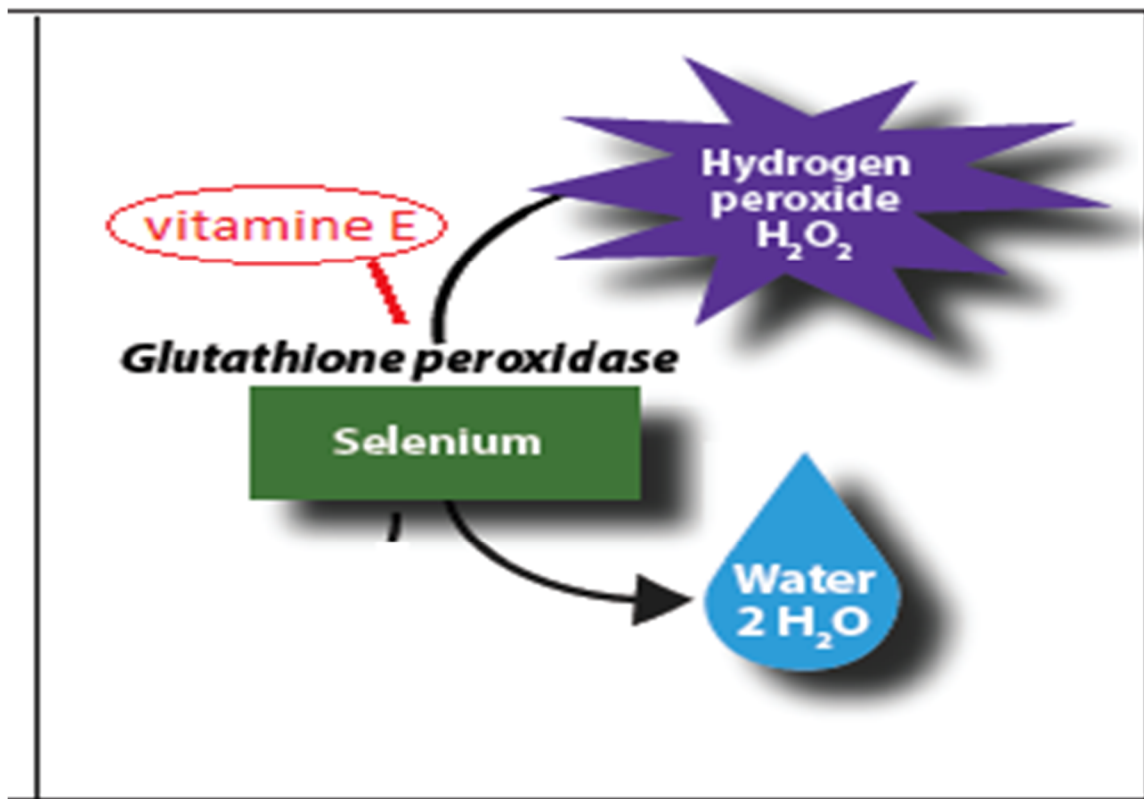 Hydrogen
peroxide
H₂O₂
vitamine E
Glutathione peroxidase
Selenium
Water
2 H₂O